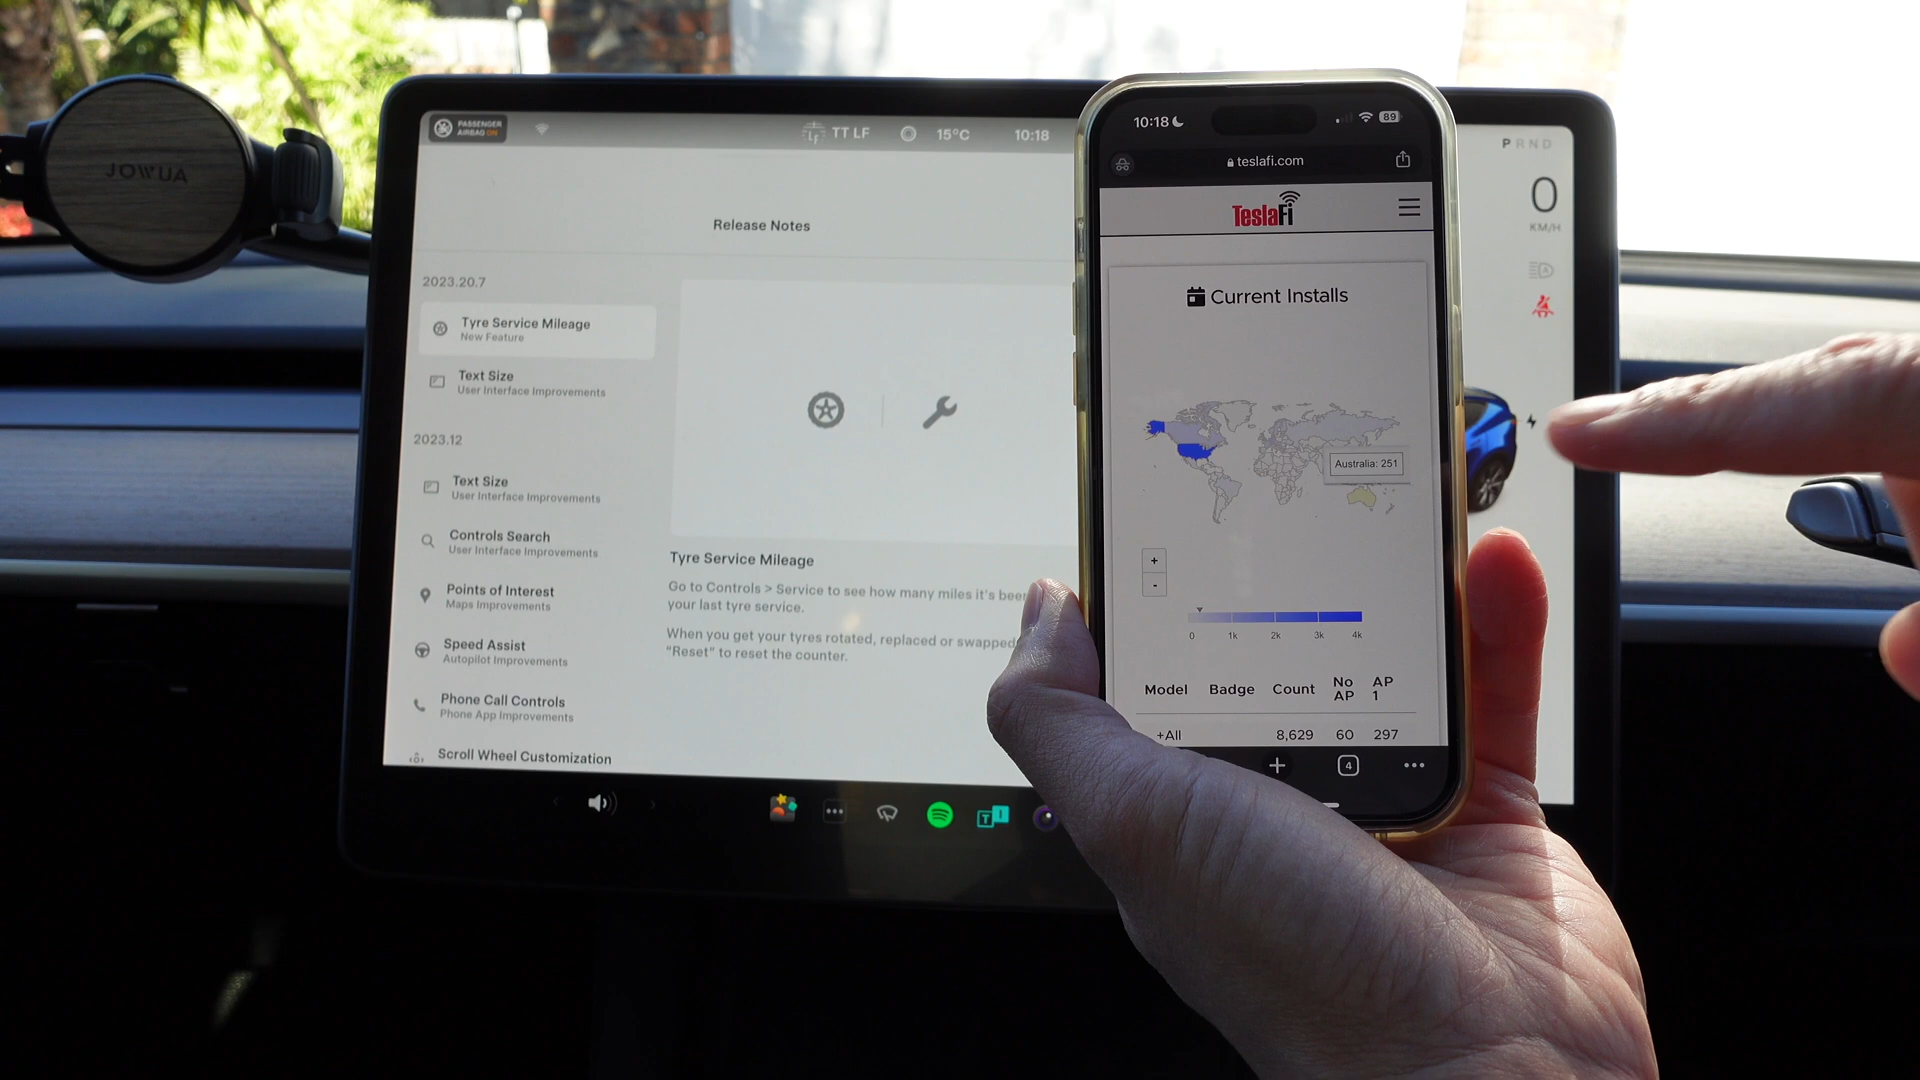 JOWUA
PASSENGER
AIRBAG ON
TT LF
15°C
10:18
Release Notes
2023.20.7
Tyre Service Mileage
New Feature
Text Size
User Interface Improvements
2023.12
Text Size
User Interface Improvements
Controls Search
User Interface Improvements
Points of Interest
Maps Improvements
Speed Assist
Autopilot Improvements
Phone Call Controls
Phone App Improvements
Scroll Wheel Customization
Tyre Service Mileage
Go to Controls > Service to see how many miles it's been
your last tyre service.
When you get your tyres rotated, replaced or swapped
"Reset" to reset the counter.
10:18
89
teslafi.com
TeslaFi
Current Installs
Australia: 251
+
-
0 1k 2k 3k 4k
Model Badge Count No AP AP 1
+All 8,629 60 297
4
P R N D
0
KM/H